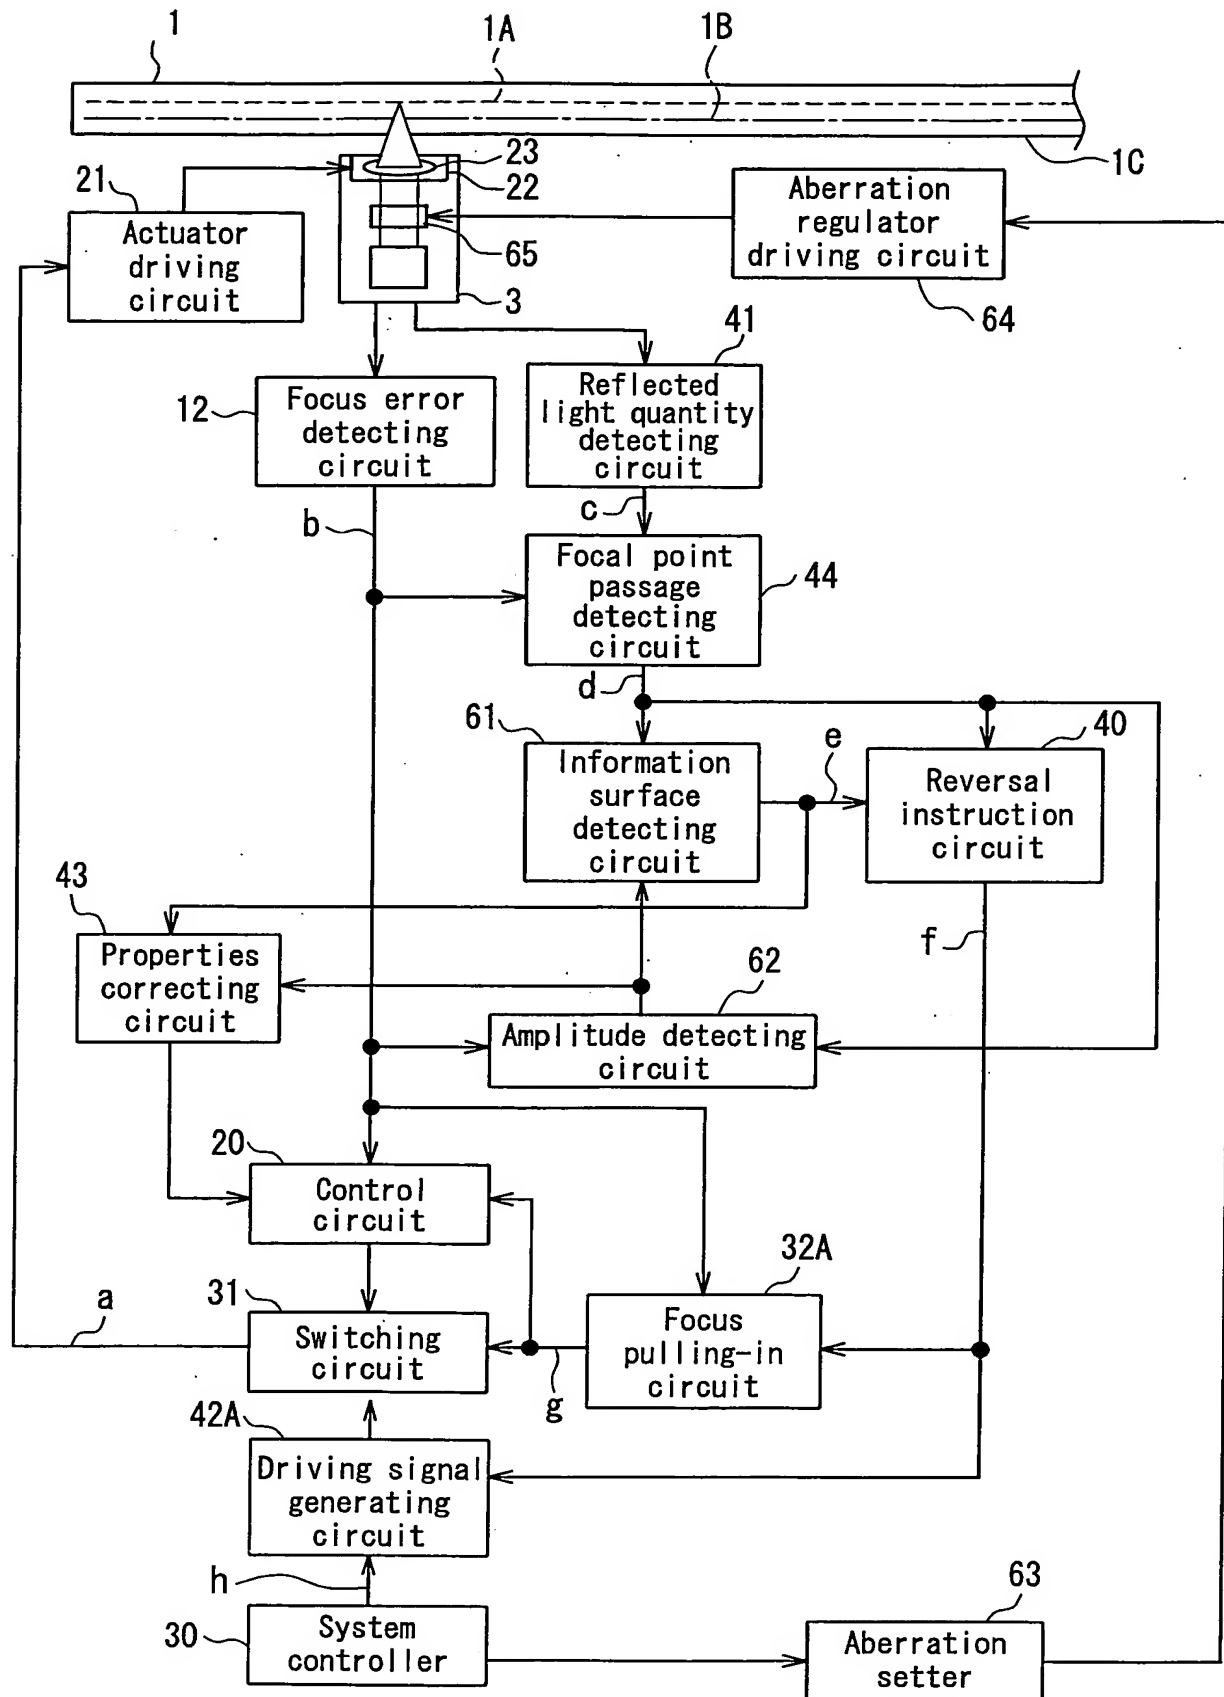 1
1A
1B
1C
23
22
21
Actuator
driving
circuit
65
3
Aberration
regulator
driving circuit
64
41
12
Focus error
detecting
circuit
Reflected
light quantity
detecting
circuit
b
c
Focal point
passage
detecting
circuit
44
d
61
e
40
Information
surface
detecting
circuit
Reversal
instruction
circuit
43
f
Properties
correcting
circuit
62
Amplitude detecting
circuit
20
Control
circuit
32A
31
a
Switching
circuit
g
Focus
pulling-in
circuit
42A
Driving signal
generating
circuit
h
63
30
System
controller
Aberration
setter